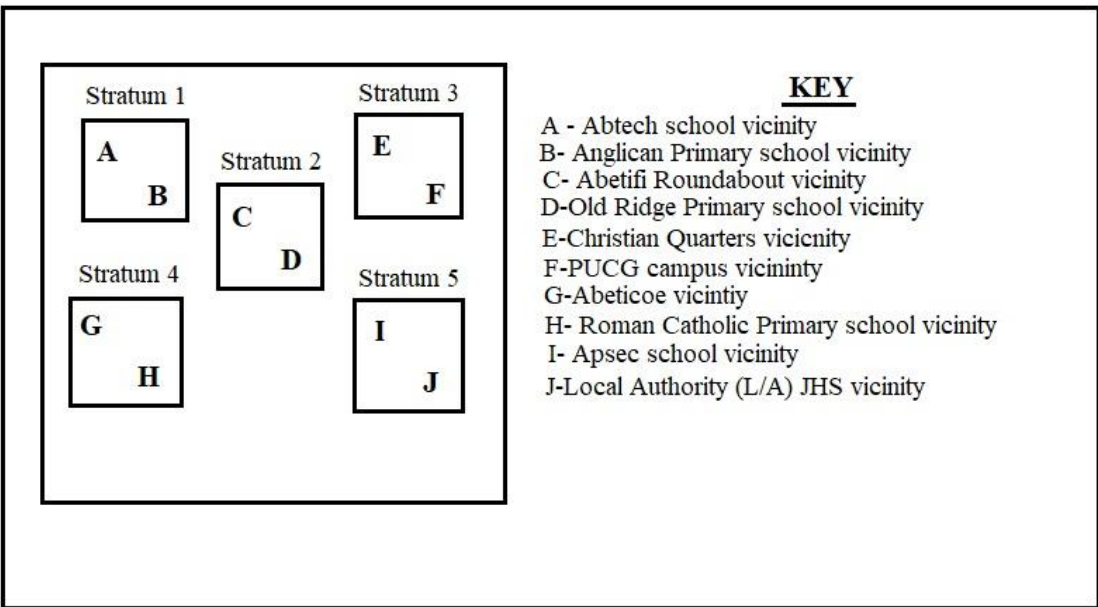 Stratum 1
A
B
Stratum 2
C
D
Stratum 3
E
F
Stratum 4
G
H
Stratum 5
I
J
KEY
A - Abtech school vicinity
B- Anglican Primary school vicinity
C- Abetifi Roundabout vicinity
D-Old Ridge Primary school vicinity
E-Christian Quarters vicicnity
F-PUCG campus vicininty
G-Abeticoe vicintiy
H- Roman Catholic Primary school vicinity
I- Apsec school vicinity
J-Local Authority (L/A) JHS vicinity